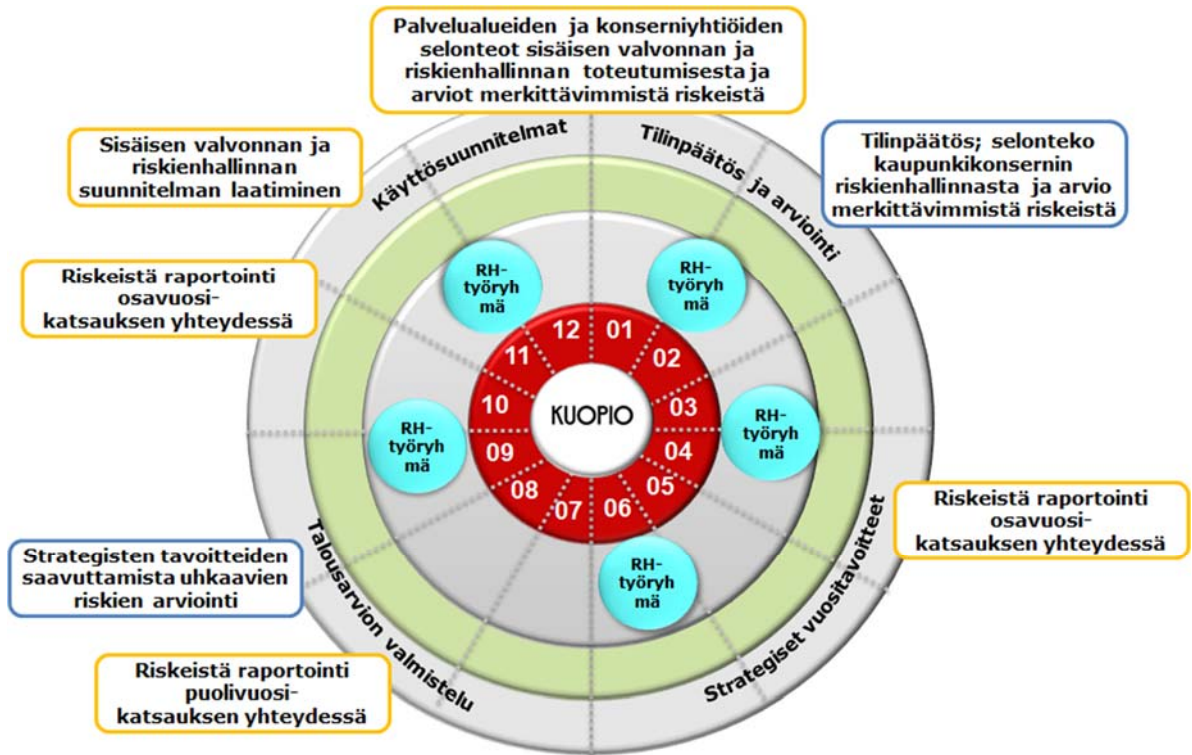 Palvelualueiden ja konserniyhtiöiden
selonteot sisäisen valvonnan ja
riskienhallinnan toteutumisesta ja
arviot merkittävimmistä riskeistä
Sisäisen valvonnan ja
riskienhallinnan
suunnitelman laatiminen
Käyttösuunnitelmat
Tilinpäätös ja arviointi
Tilinpäätös; selonteko
kaupunkikonsernin
riskienhallinnasta ja arvio
merkittävimmistä riskeistä
Riskeistä raportointi
osavuosi-
katsauksen yhteydessä
RH-
työryh
mä
RH-
työryh
mä
12
01
11
02
10
03
KUOPIO
09
04
08
05
07
06
RH-
työryh
mä
RH-
työryh
mä
RH-
työryh
mä
Riskeistä raportointi
osavuosi-
katsauksen yhteydessä
Strategisten tavoitteiden
saavuttamista uhkaavien
riskien arviointi
Talousarvion valmistelu
Strategiset vuositavoitteet
Riskeistä raportointi
puolivuosi-
katsauksen yhteydessä